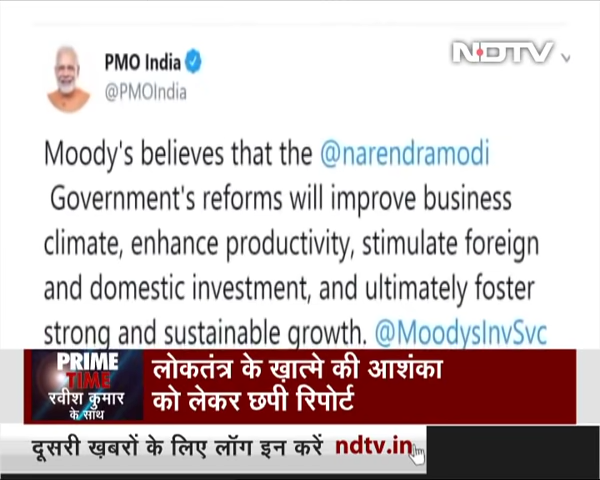 NDTV
PMO India
@PMOIndia
Moody's believes that the @narendramodi
Government's reforms will improve business
climate, enhance productivity, stimulate foreign
and domestic investment, and ultimately foster
strong and sustainable growth. @MoodysInvSvc
PRIME
TIME
रवीश कुमार
के साथ
लोकतंत्र के ख़ात्मे की आशंका
को लेकर छपी रिपोर्ट
दूसरी ख़बरों के लिए लॉग इन करें ndtv.in